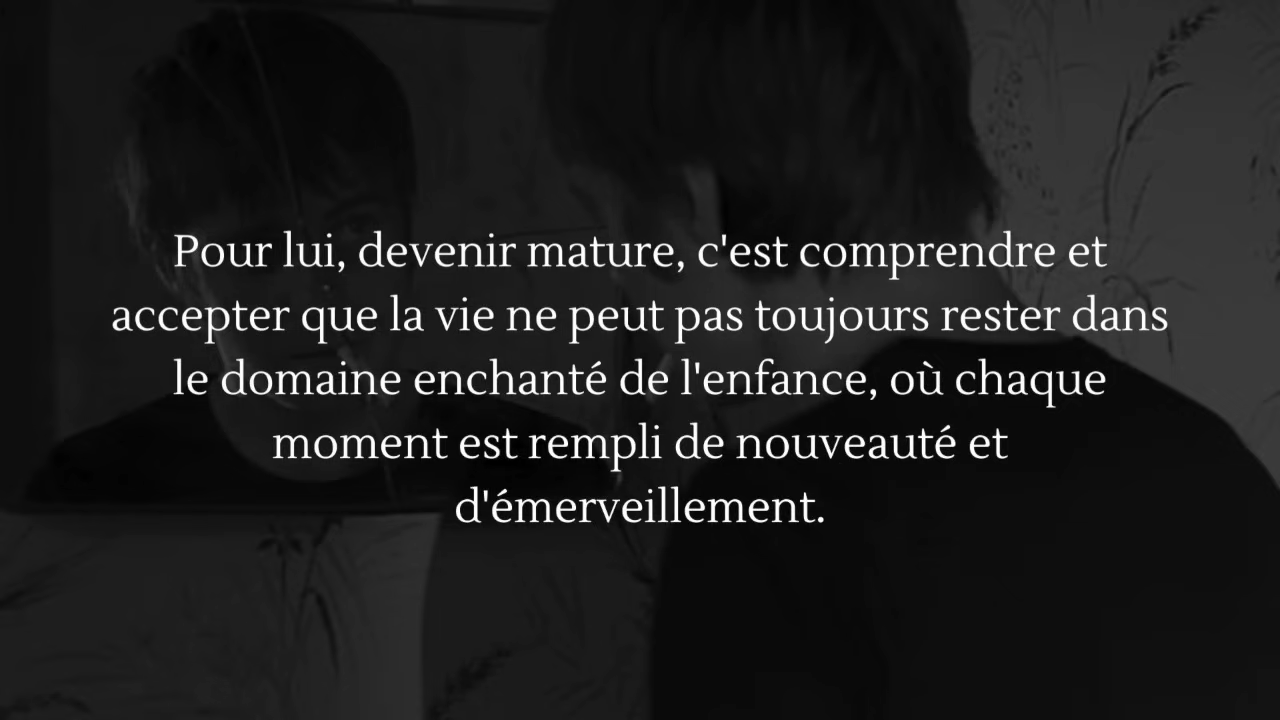 Pour lui, devenir mature, c'est comprendre et
accepter que la vie ne peut pas toujours rester dans
le domaine enchanté de l'enfance, où chaque
moment est rempli de nouveauté et
d'émerveillement.